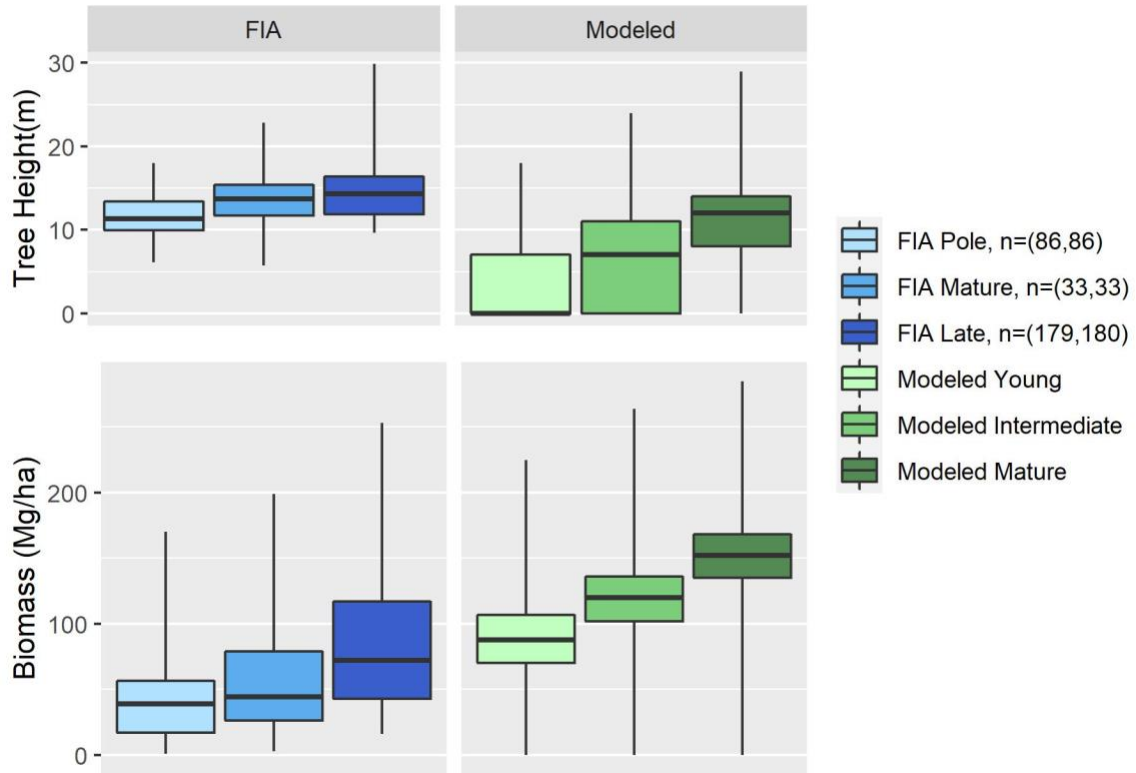 FIA
Modeled
Tree Height(m)
30
20
10
0
Biomass (Mg/ha)
200
100
0
FIA Pole, n=(86,86)
FIA Mature, n=(33,33)
FIA Late, n=(179,180)
Modeled Young
Modeled Intermediate
Modeled Mature